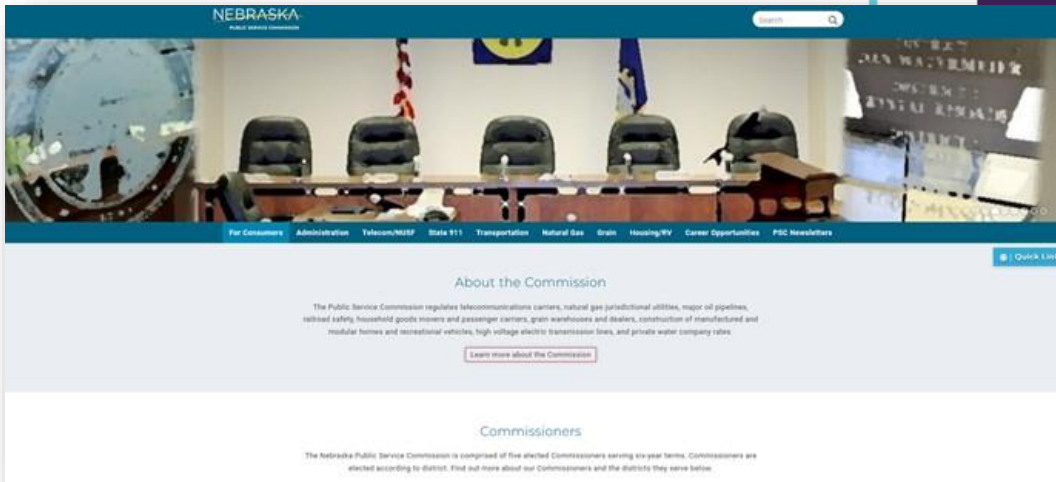 NEBRASKA
PUBLIC SERVICE COMMISSION
Search
For Consumers Administration Telecom/NUSF State 911 Transportation Natural Gas Grain Housing/RV Career Opportunities PSC Newsletters
Quick Lin
About the Commission
The Public Service Commission regulates telecommunications carriers, natural gas jurisdictional utilities, major oil pipelines,
railroad safety, household goods movers and passenger carriers, grain warehouses and dealers, construction of manufactured and
modular homes and recreational vehicles, high voltage electric transmission lines, and private water company rates.
Learn more about the Commission
Commissioners
The Nebraska Public Service Commission is comprised of five elected Commissioners serving six-year terms. Commissioners are
elected according to district. Find out more about our Commissioners and the districts they serve below.